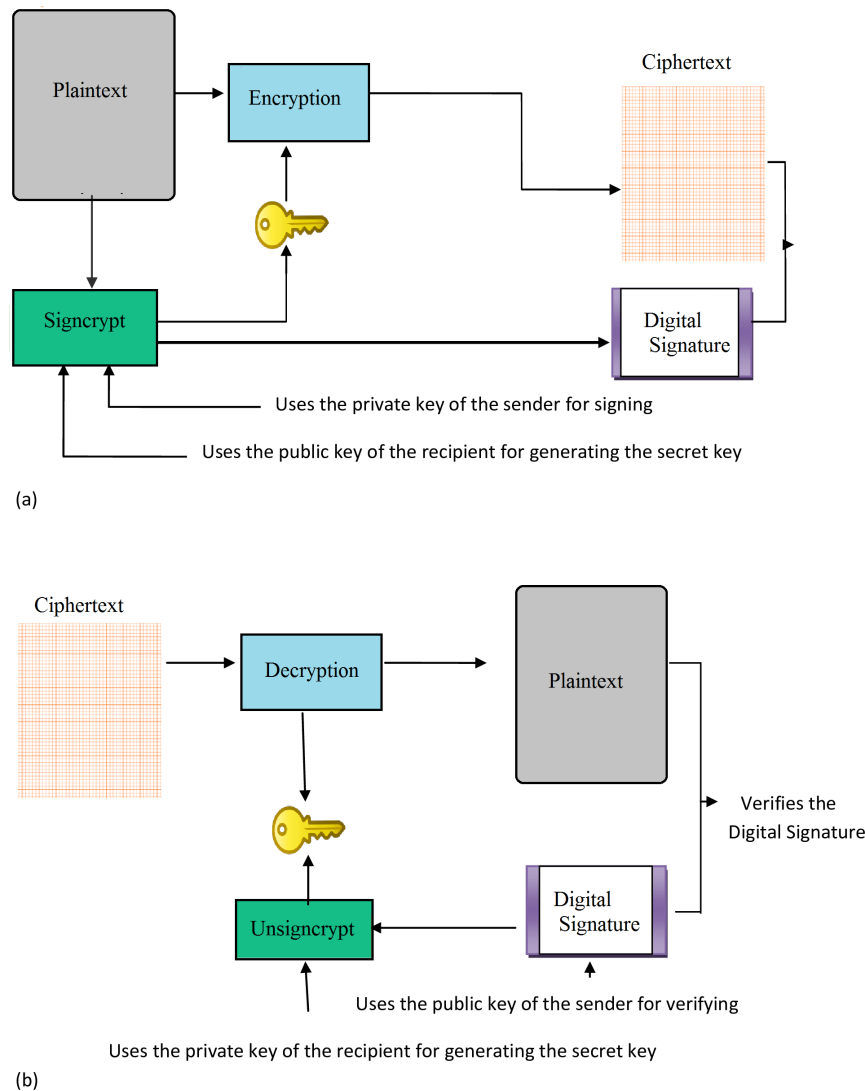 Plaintext
Encryption
Ciphertext
Signcrypt
Digital
Signature
Uses the private key of the sender for signing
Uses the public key of the recipient for generating the secret key
(a)
Ciphertext
Decryption
Plaintext
Verifies the
Digital Signature
Unsigncrypt
Digital
Signature
Uses the public key of the sender for verifying
Uses the private key of the recipient for generating the secret key
(b)